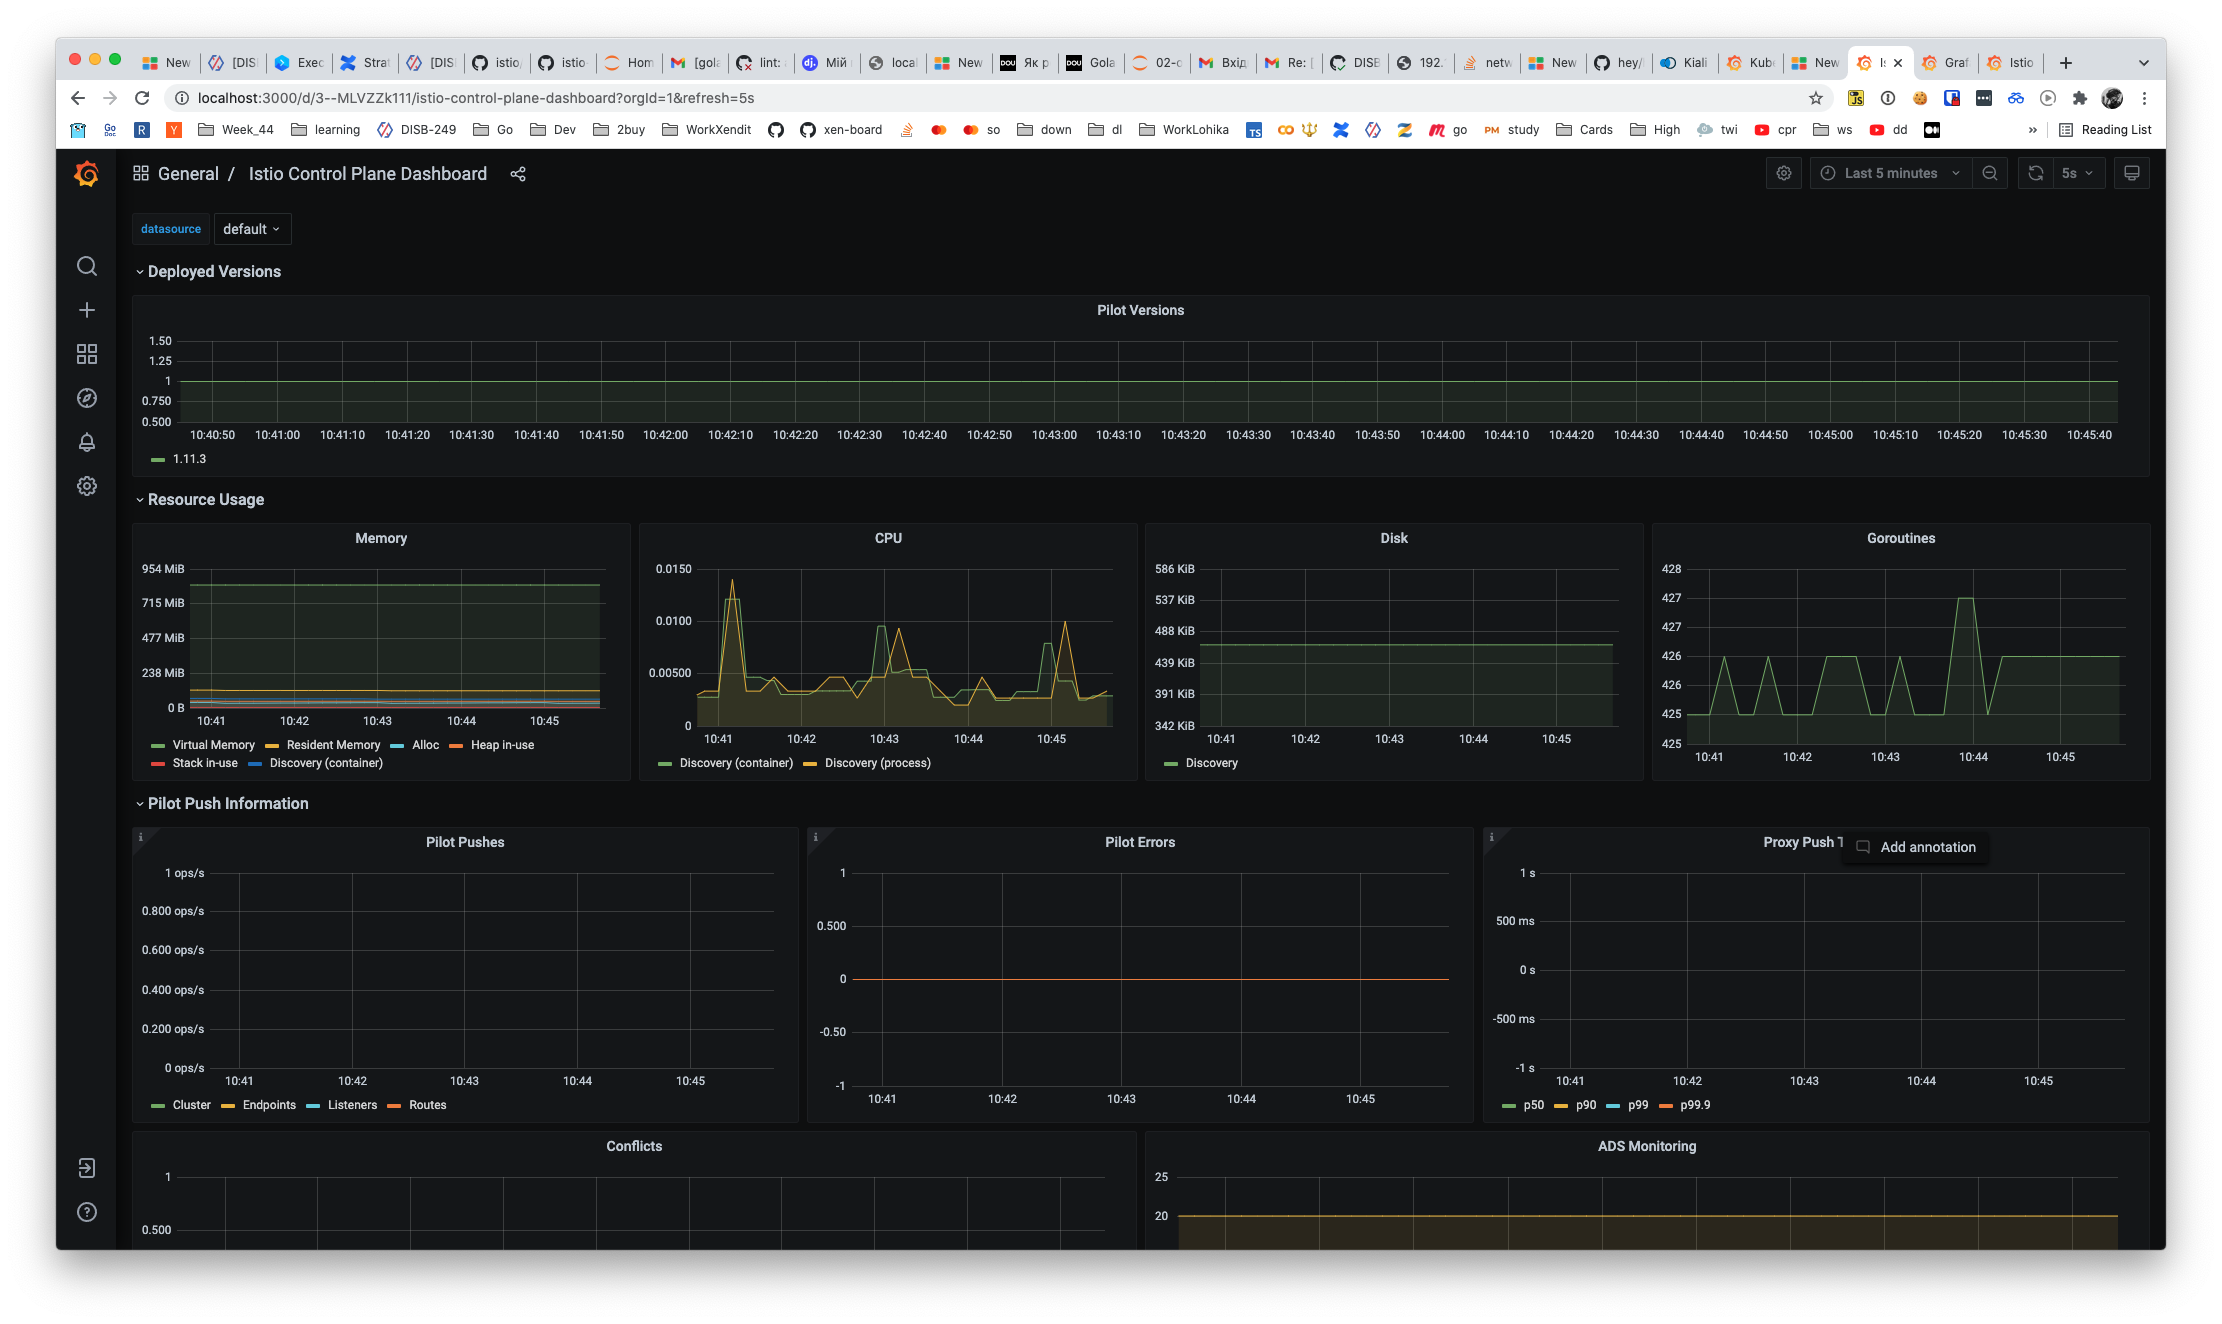 New [DIS Exec Strat [DIS istio, istio- Hom [gola lint: Мій local New Як р Gola 02-c Вхід Re: [ DISB 192. netw New hey/ Kiali Kube New Is Graf Istio
localhost:3000/d/3--MLVZZk111/istio-control-plane-dashboard?orgId=1&refresh=5s
Week_44 learning DISB-249 Go Dev 2buy WorkXendit xen-board so down dl WorkLohika go study Cards High twi cpr ws dd » Reading List
General / Istio Control Plane Dashboard
Last 5 minutes
5s
datasource default
Deployed Versions
Pilot Versions
1.50
1.25
1
0.750
0.500
10:40:50 10:41:00 10:41:10 10:41:20 10:41:30 10:41:40 10:41:50 10:42:00 10:42:10 10:42:20 10:42:30 10:42:40 10:42:50 10:43:00 10:43:10 10:43:20 10:43:30 10:43:40 10:43:50 10:44:00 10:44:10 10:44:20 10:44:30 10:44:40 10:44:50 10:45:00 10:45:10 10:45:20 10:45:30 10:45:40
1.11.3
Resource Usage
Memory
954 MiB
715 MiB
477 MiB
238 MiB
0 B
10:41 10:42 10:43 10:44 10:45
Virtual Memory Resident Memory Alloc Heap in-use
Stack in-use Discovery (container)
CPU
0.0150
0.0100
0.00500
0
10:41 10:42 10:43 10:44 10:45
Discovery (container) Discovery (process)
Disk
586 KiB
537 KiB
488 KiB
439 KiB
391 KiB
342 KiB
10:41 10:42 10:43 10:44 10:45
Discovery
Goroutines
428
427
427
426
426
425
425
10:41 10:42 10:43 10:44 10:45
Pilot Push Information
Pilot Pushes
1 ops/s
0.800 ops/s
0.600 ops/s
0.400 ops/s
0.200 ops/s
0 ops/s
10:41 10:42 10:43 10:44 10:45
Cluster Endpoints Listeners Routes
Pilot Errors
1
0.500
0
-0.50
-1
10:41 10:42 10:43 10:44 10:45
Proxy Push T
Add annotation
1 s
500 ms
0 s
-500 ms
-1 s
10:41 10:42 10:43 10:44 10:45
p50 p90 p99 p99.9
Conflicts
1
0.500
ADS Monitoring
25
20